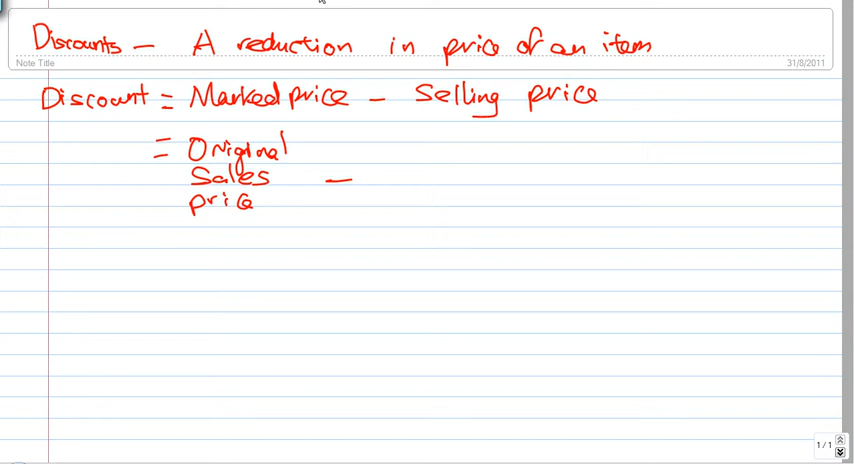 Discounts - A reduction in price of an item
Note Title
31/8/2011
Discount = Marked price - Selling price
= Original
Sales -
price
1 / 1